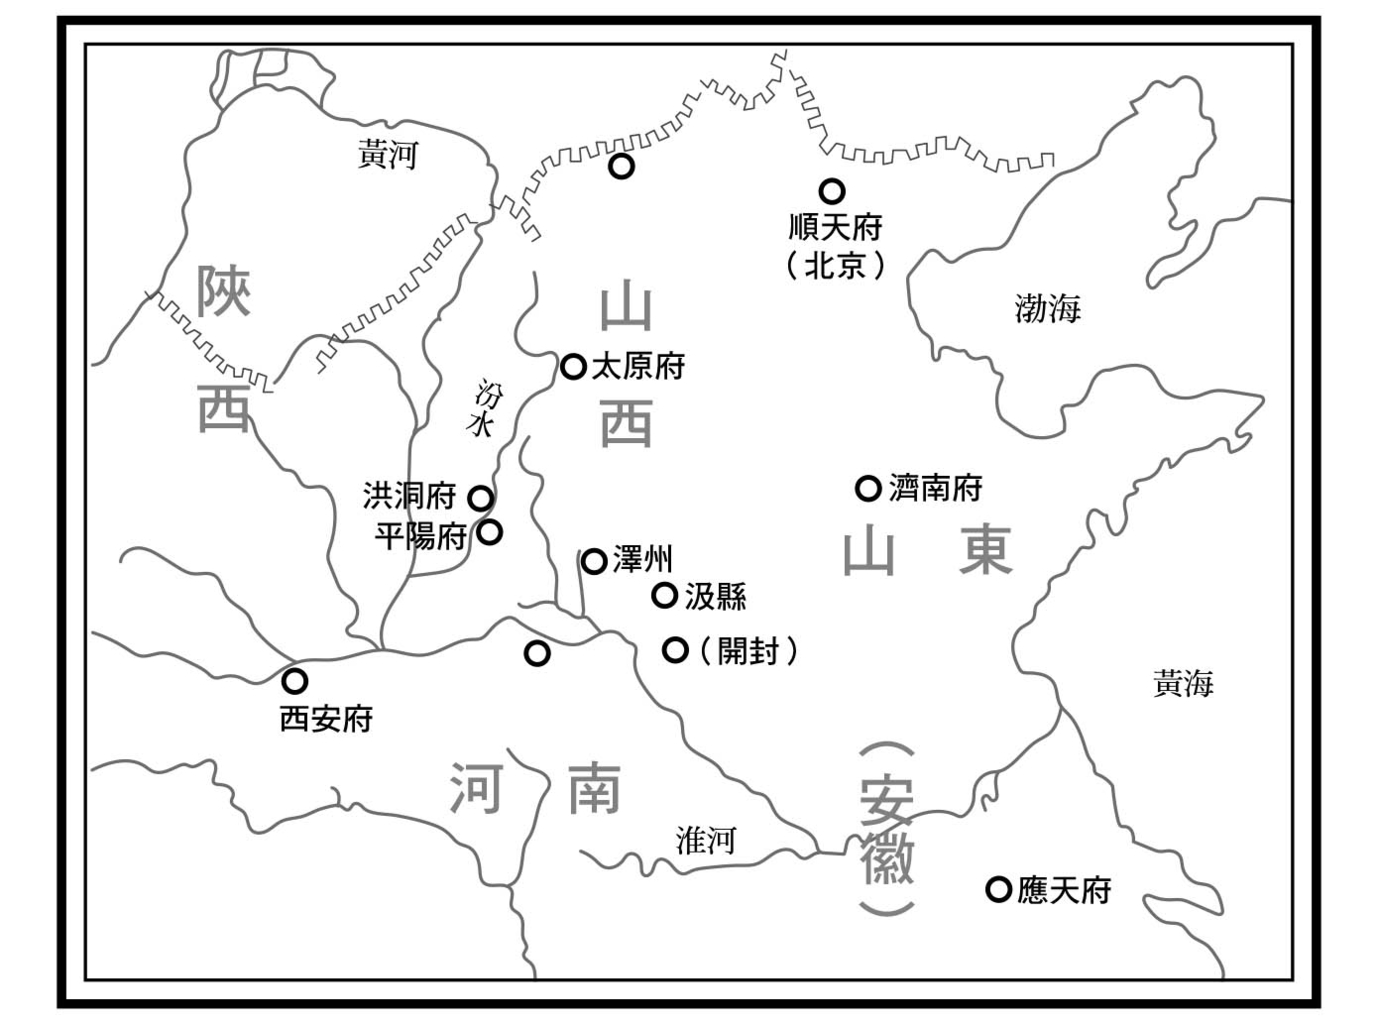 黃河
順天府
（北京）
陝西
山西
渤海
太原府
汾水
洪洞府
平陽府
濟南府
山東
澤州
汲縣
（開封）
黃海
西安府
河南
（安徽）
淮河
應天府